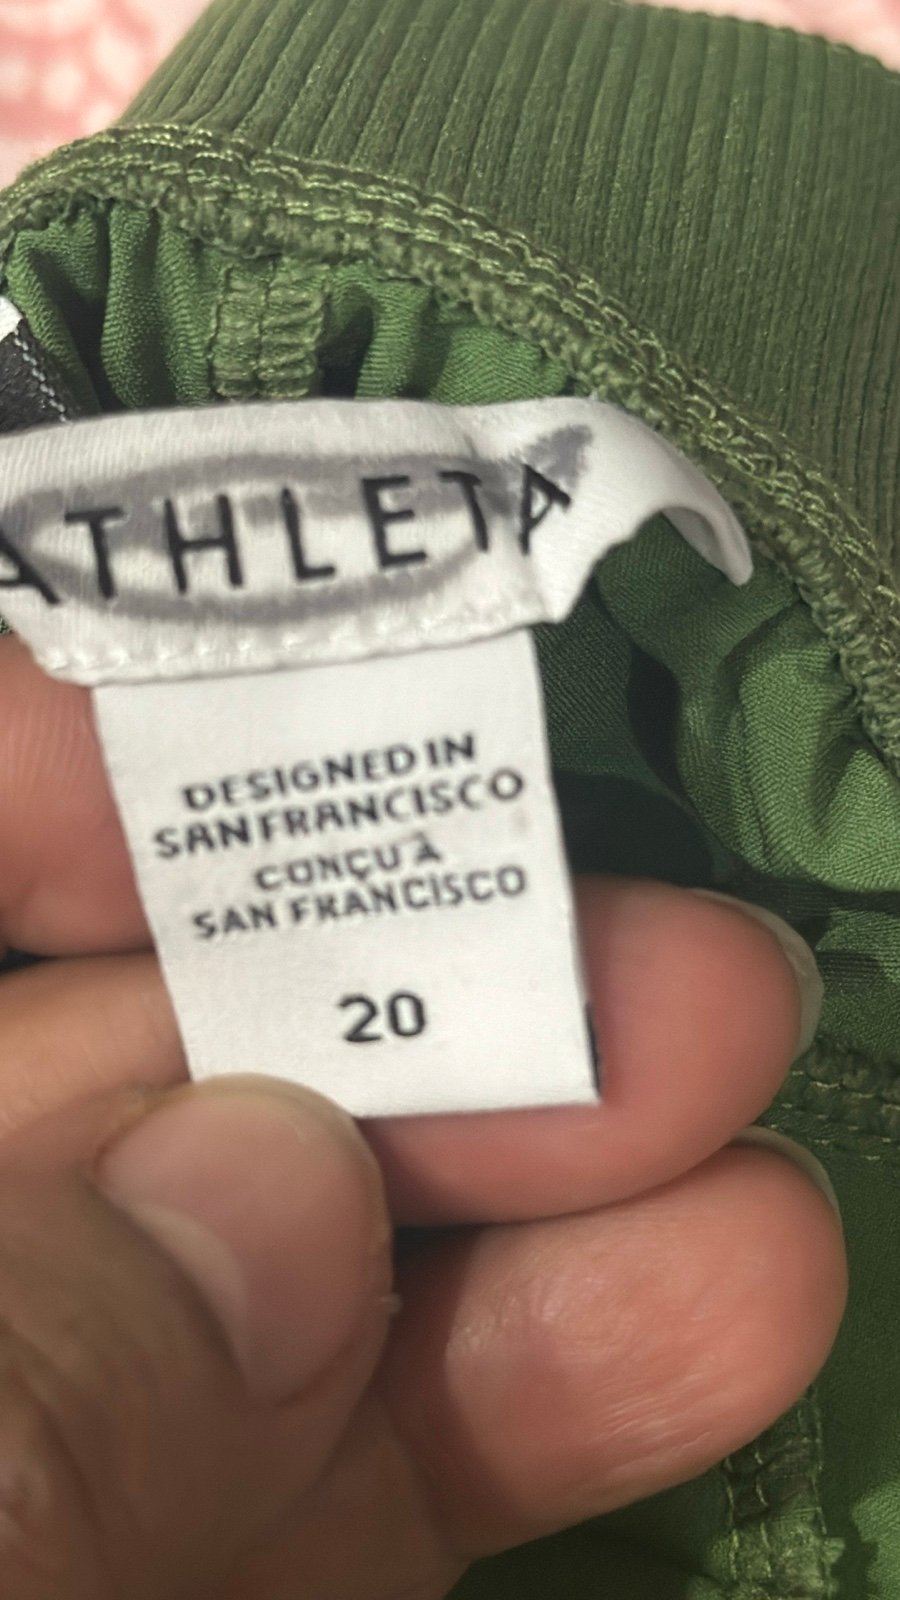 ATHLETA
DESIGNED IN
SAN FRANCISCO
CONÇU À
SAN FRANCISCO
20